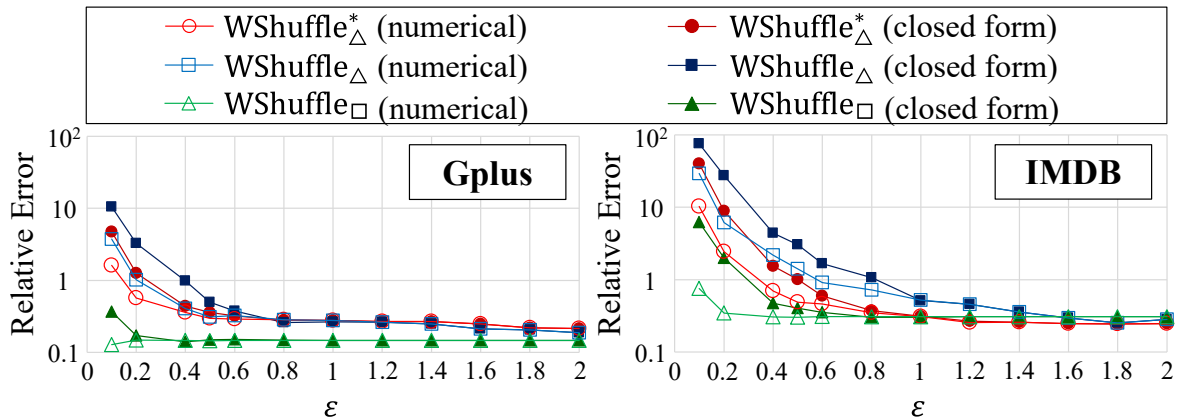 WShuffle*△ (numerical) WShuffle*△ (closed form)
WShuffle△ (numerical) WShuffle△ (closed form)
WShuffle□ (numerical) WShuffle□ (closed form)
Relative Error
10²
10
1
0.1
Gplus
0 0.2 0.4 0.6 0.8 1 1.2 1.4 1.6 1.8 2
ε
Relative Error
10²
10
1
0.1
IMDB
0 0.2 0.4 0.6 0.8 1 1.2 1.4 1.6 1.8 2
ε